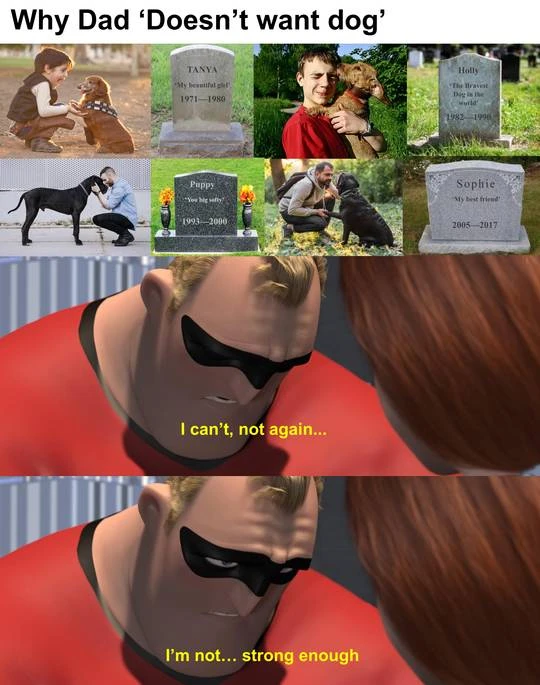 Why Dad ‘Doesn’t want dog’
TANYA
‘My beautiful girl’
1971—1980
Holly
‘The Bravest
Dog in the
world’
1982—1990
Puppy
‘You big softy’
1993—2000
Sophie
‘My best friend’
2005—2017
I can’t, not again...
I’m not... strong enough